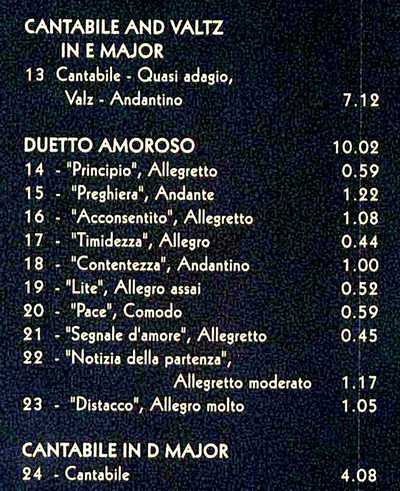 CANTABILE AND VALTZ
IN E MAJOR
13 Cantabile - Quasi adagio,
Valz - Andantino 7.12
DUETTO AMOROSO 10.02
14 - "Principio", Allegretto 0.59
15 - "Preghiera", Andante 1.22
16 - "Acconsentito", Allegretto 1.08
17 - "Timidezza", Allegro 0.44
18 - "Contentezza", Andantino 1.00
19 - "Lite", Allegro assai 0.52
20 - "Pace", Comodo 0.59
21 - "Segnale d'amore", Allegretto 0.45
22 - "Notizia della partenza",
Allegretto moderato 1.17
23 - "Distacco", Allegro molto 1.05
CANTABILE IN D MAJOR
24 - Cantabile 4.08